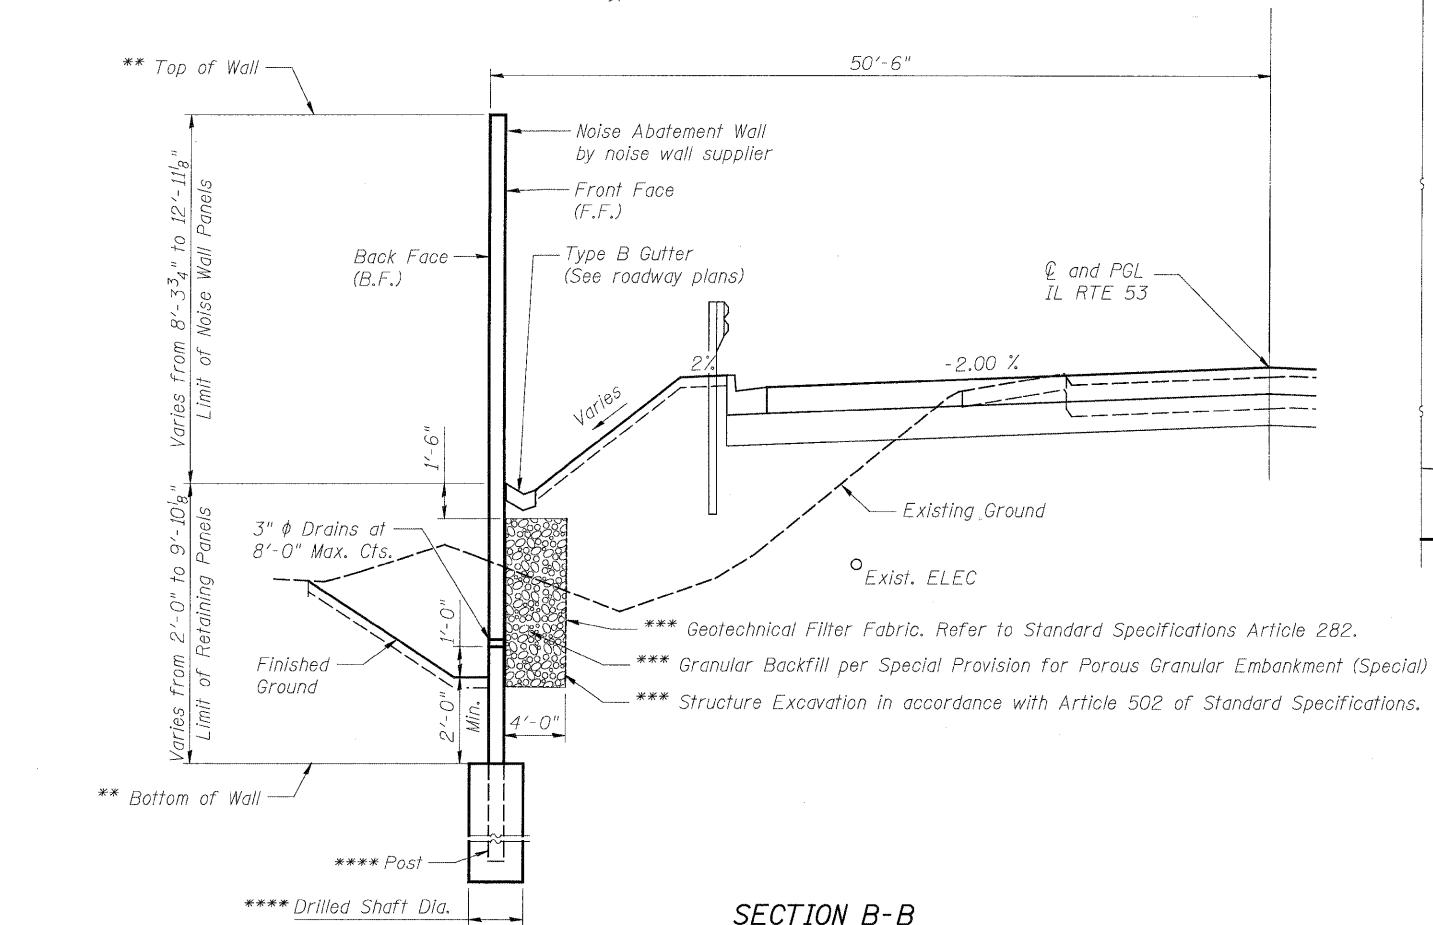 50'-6"
** Top of Wall
Noise Abatement Wall
by noise wall supplier
Front Face
(F.F.)
Back Face
(B.F.)
Type B Gutter
(See roadway plans)
℄ and PGL
IL RTE 53
2%
-2.00 %
Varies
Varies from 8'-3¾" to 12'-11⅛"
Limit of Noise Wall Panels
1'-6"
Existing Ground
3" ϕ Drains at
8'-0" Max. Cts.
Exist. ELEC
Varies from 2'-0" to 9'-10⅛"
Limit of Retaining Panels
1'-0"
*** Geotechnical Filter Fabric. Refer to Standard Specifications Article 282.
*** Granular Backfill per Special Provision for Porous Granular Embankment (Special)
*** Structure Excavation in accordance with Article 502 of Standard Specifications.
Finished
Ground
2'-0"
Min.
4'-0"
** Bottom of Wall
**** Post
**** Drilled Shaft Dia.
SECTION B-B